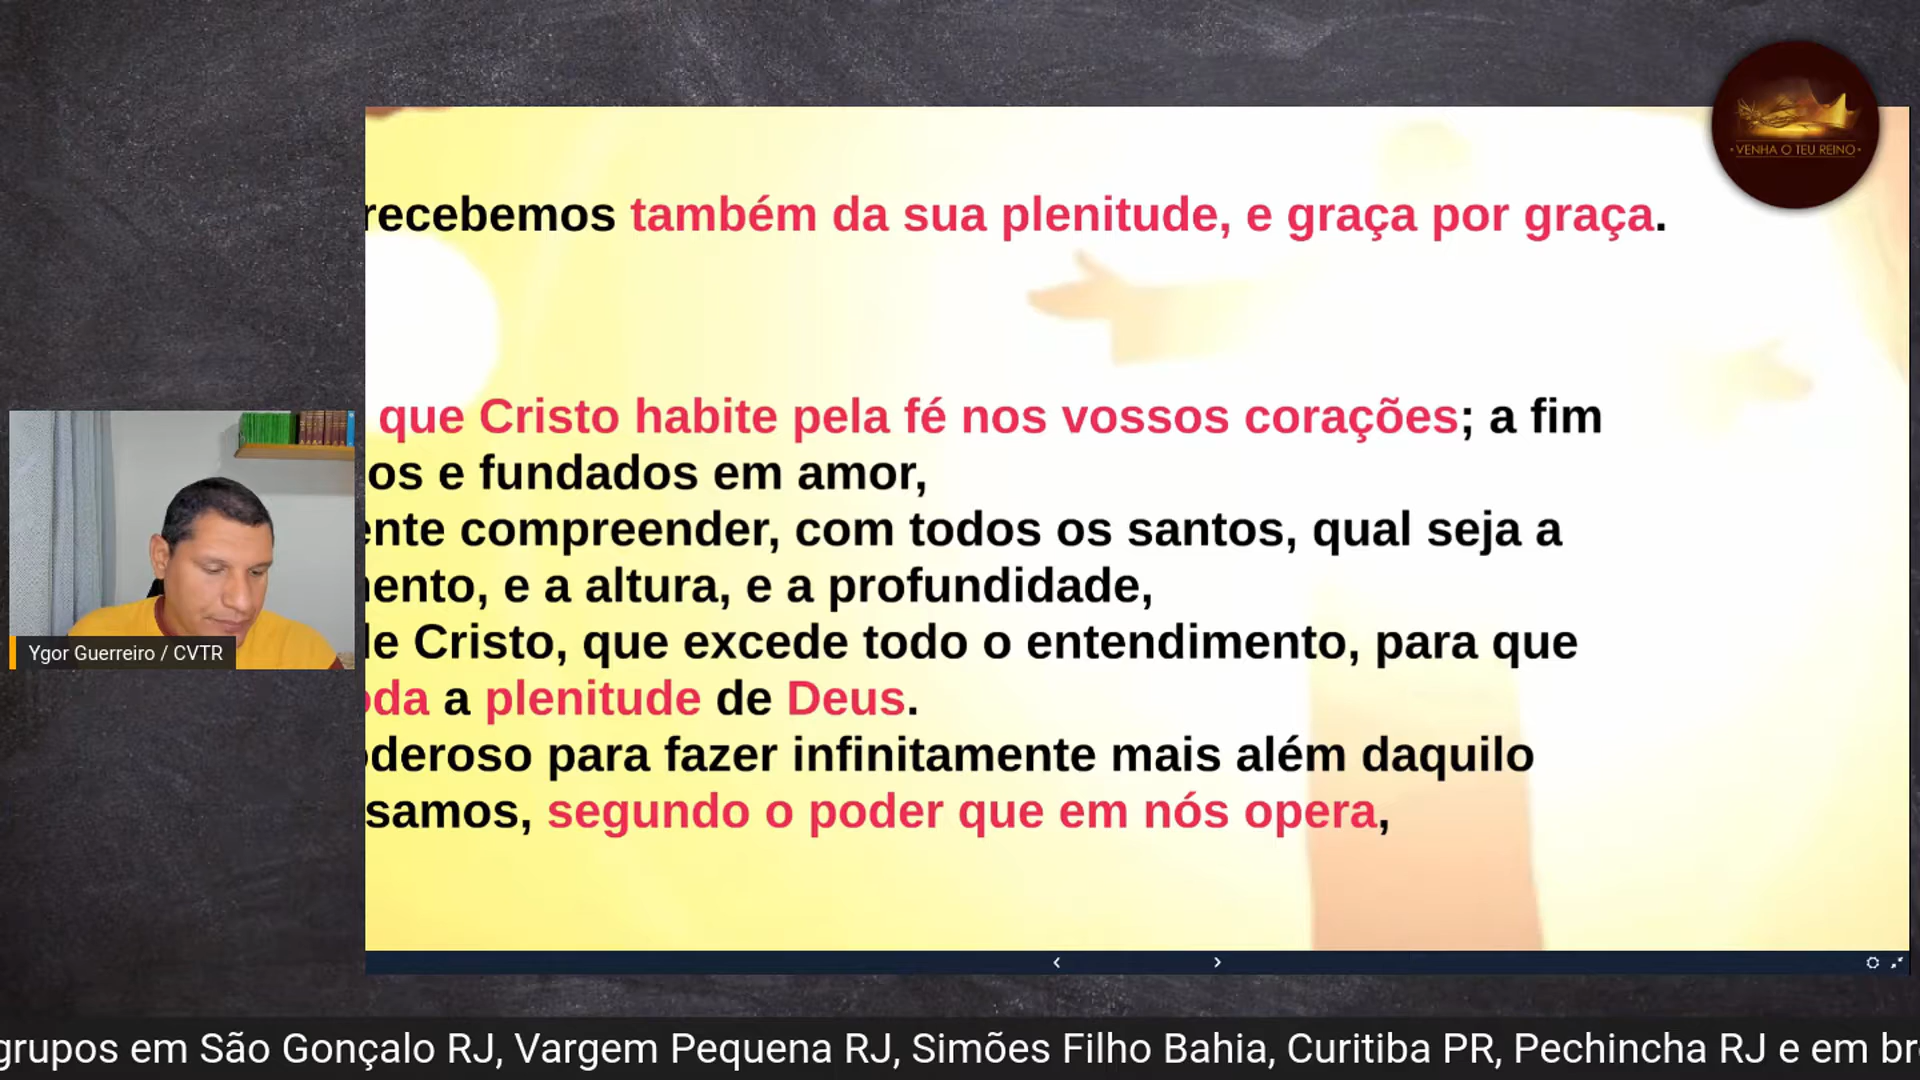 VENHA O TEU REINO
recebemos também da sua plenitude, e graça por graça.
que Cristo habite pela fé nos vossos corações; a fim
os e fundados em amor,
ente compreender, com todos os santos, qual seja a
ento, e a altura, e a profundidade,
de Cristo, que excede todo o entendimento, para que
oda a plenitude de Deus.
oderoso para fazer infinitamente mais além daquilo
samos, segundo o poder que em nós opera,
Ygor Guerreiro / CVTR
grupos em São Gonçalo RJ, Vargem Pequena RJ, Simões Filho Bahia, Curitiba PR, Pechincha RJ e em br